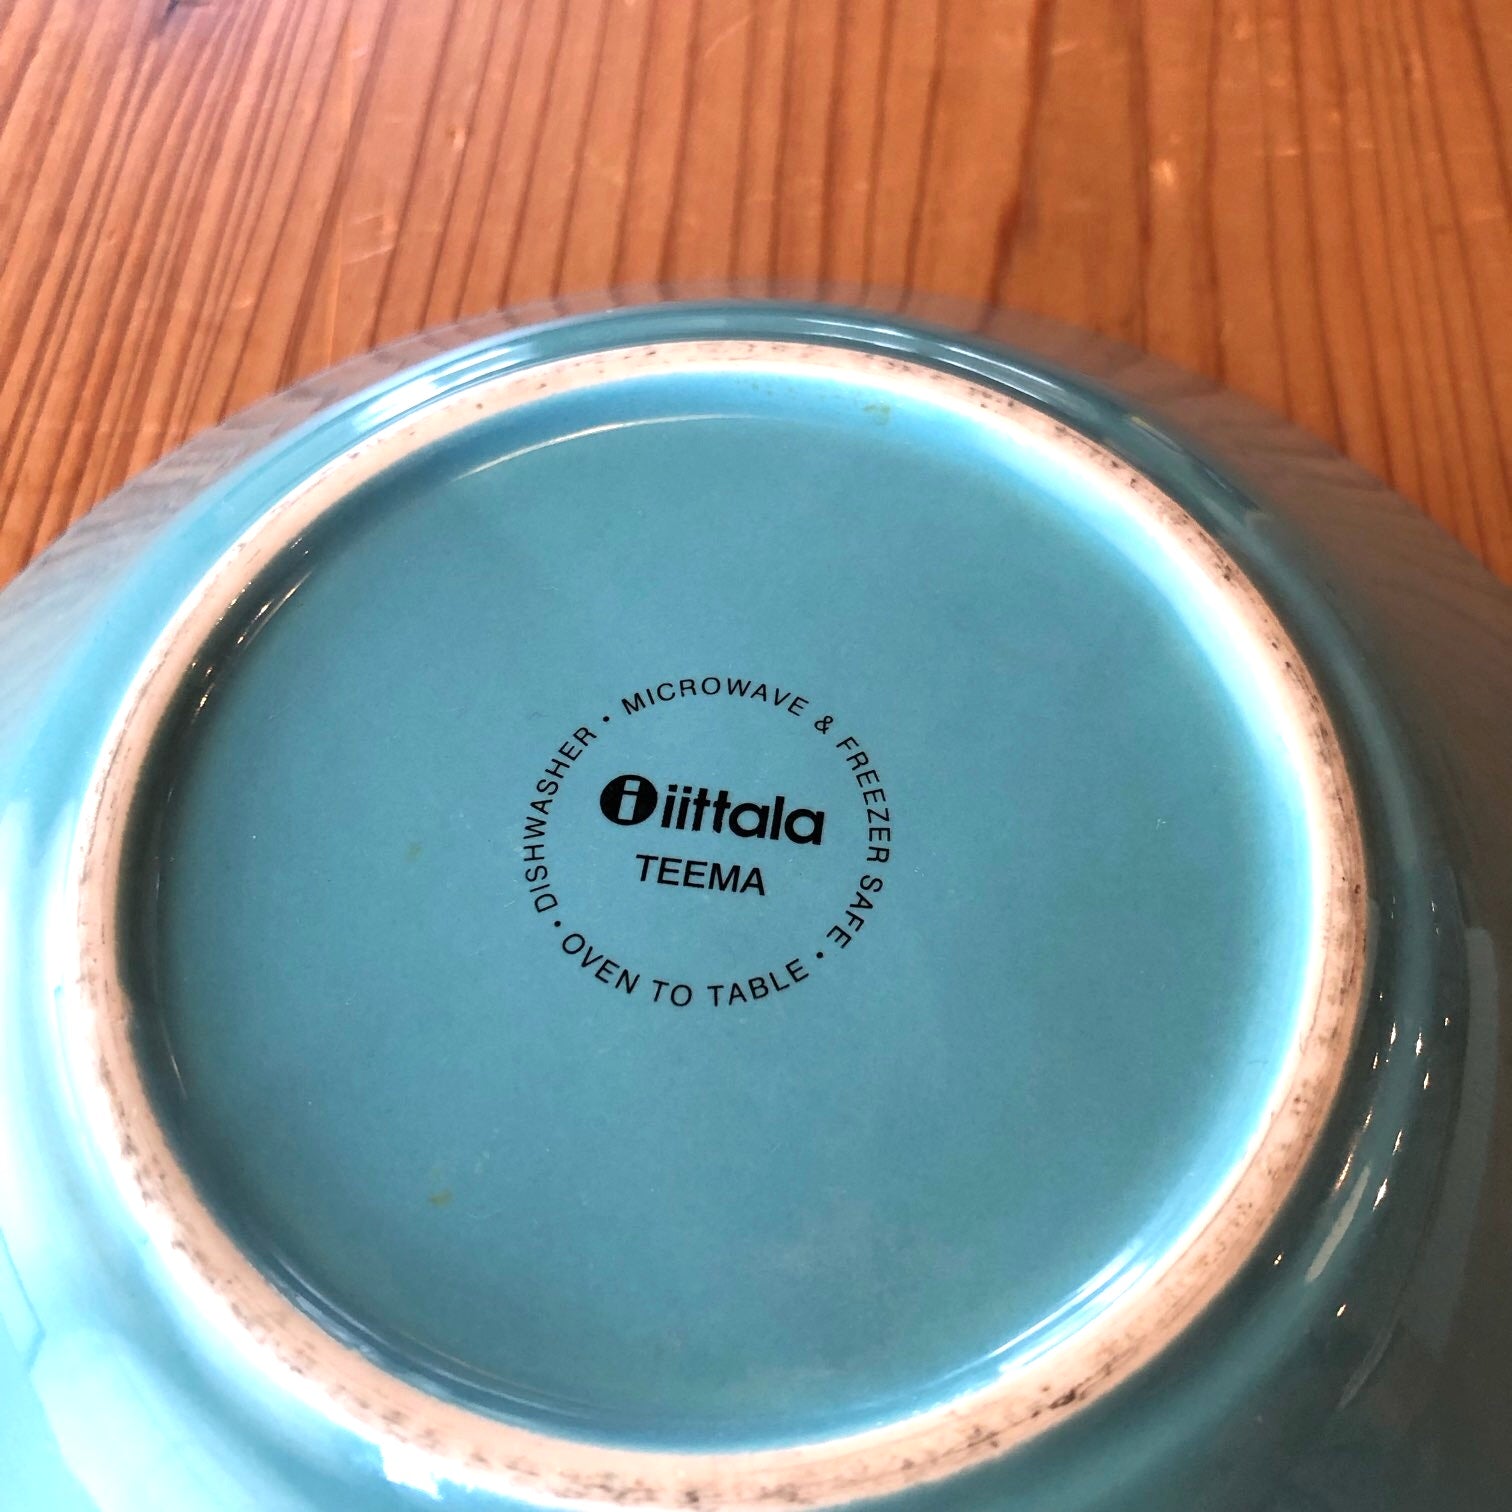 DISHWASHER • MICROWAVE & FREEZER SAFE • OVEN TO TABLE •
i iittala
TEEMA